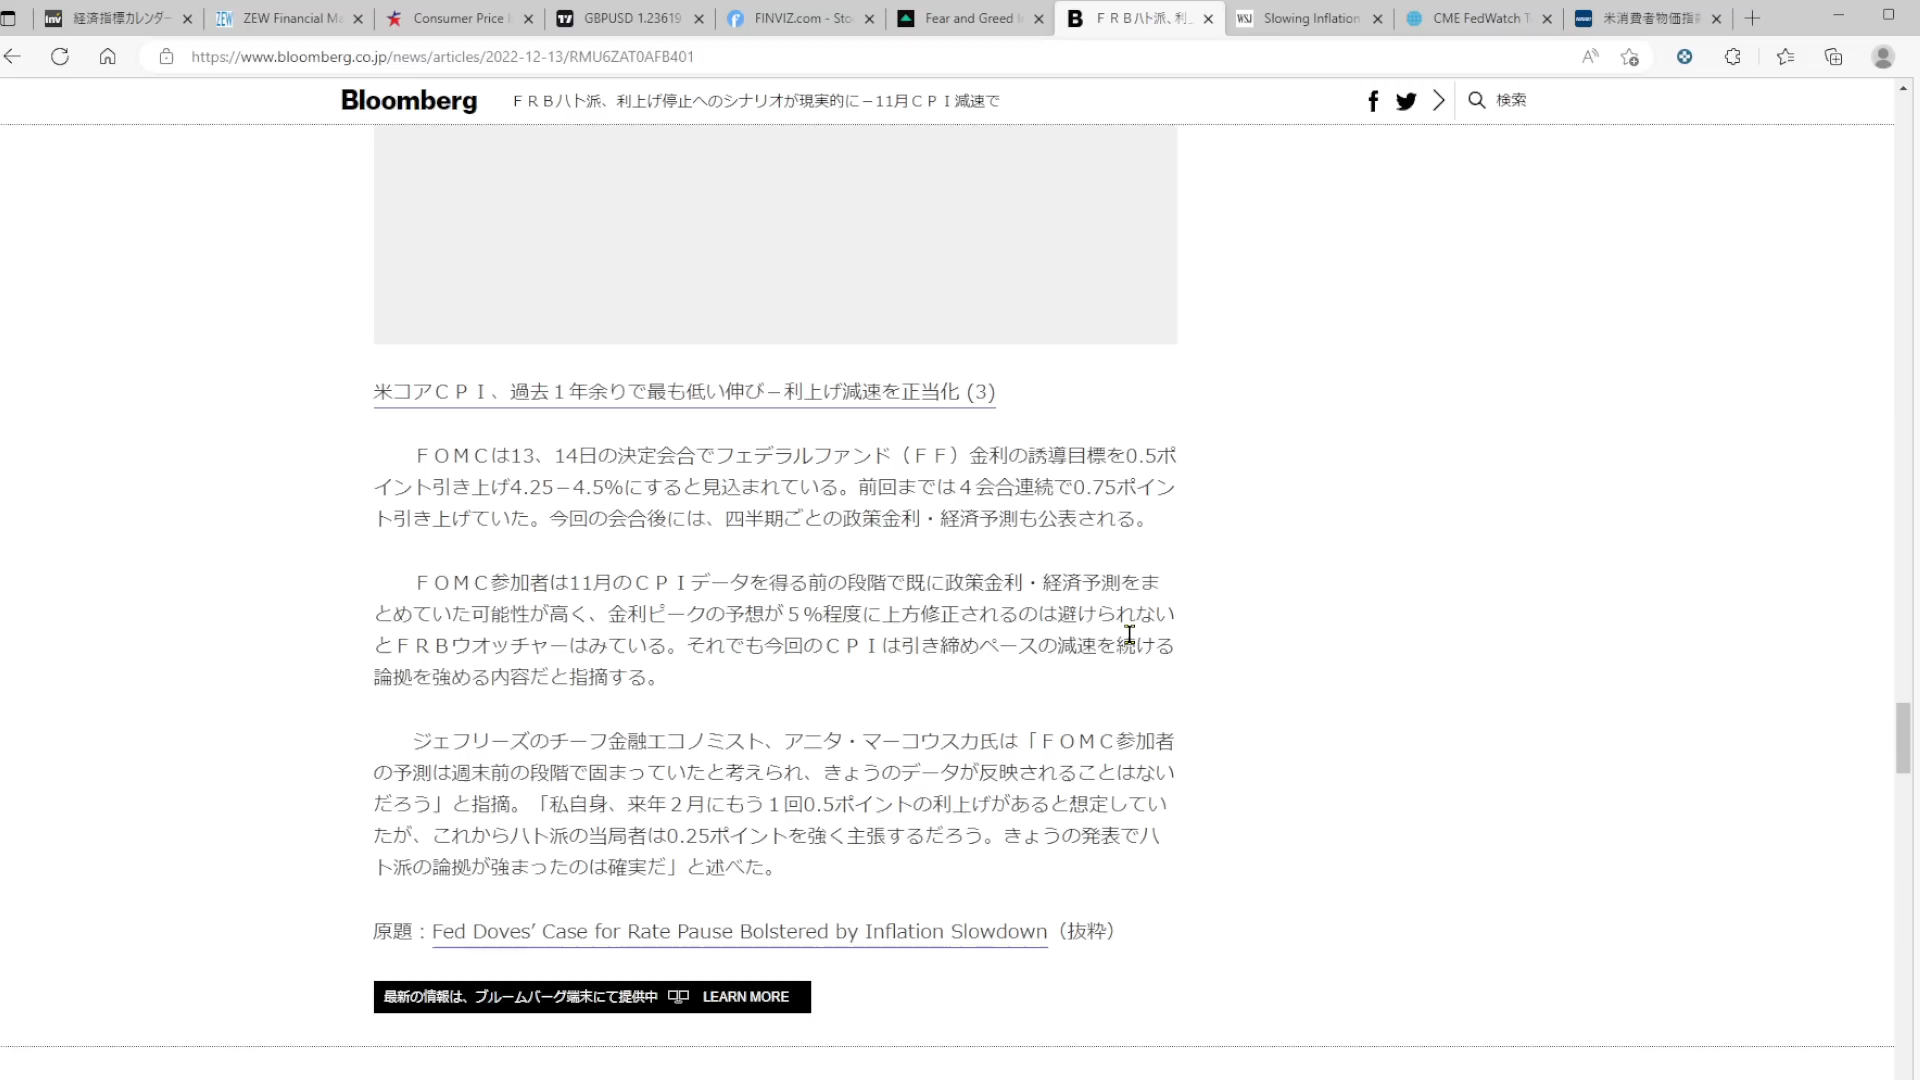 経済指標カレンダー
ZEW Financial Ma
Consumer Price I
GBPUSD 1.23619
FINVIZ.com - Sto
Fear and Greed I
ＦＲＢハト派、利
WSJ
Slowing Inflation
CME FedWatch T
米消費者物価指
https://www.bloomberg.co.jp/news/articles/2022-12-13/RMU6ZAT0AFB401
Bloomberg
ＦＲＢハト派、利上げ停止へのシナリオが現実的に－11月ＣＰＩ減速で
検索
米コアＣＰＩ、過去１年余りで最も低い伸び－利上げ減速を正当化 (3)
ＦＯＭＣは13、14日の決定会合でフェデラルファンド（ＦＦ）金利の誘導目標を0.5ポ
イント引き上げ4.25－4.5%にすると見込まれている。前回までは４会合連続で0.75ポイン
ト引き上げていた。今回の会合後には、四半期ごとの政策金利・経済予測も公表される。
ＦＯＭＣ参加者は11月のＣＰＩデータを得る前の段階で既に政策金利・経済予測をま
とめていた可能性が高く、金利ピークの予想が５%程度に上方修正されるのは避けられない
とＦＲＢウオッチャーはみている。それでも今回のＣＰＩは引き締めペースの減速を続ける
論拠を強める内容だと指摘する。
ジェフリーズのチーフ金融エコノミスト、アニタ・マーコウスカ氏は「ＦＯＭＣ参加者
の予測は週末前の段階で固まっていたと考えられ、きょうのデータが反映されることはない
だろう」と指摘。「私自身、来年２月にもう１回0.5ポイントの利上げがあると想定してい
たが、これからハト派の当局者は0.25ポイントを強く主張するだろう。きょうの発表でハ
ト派の論拠が強まったのは確実だ」と述べた。
原題：Fed Doves’ Case for Rate Pause Bolstered by Inflation Slowdown（抜粋）
最新の情報は、ブルームバーグ端末にて提供中 LEARN MORE